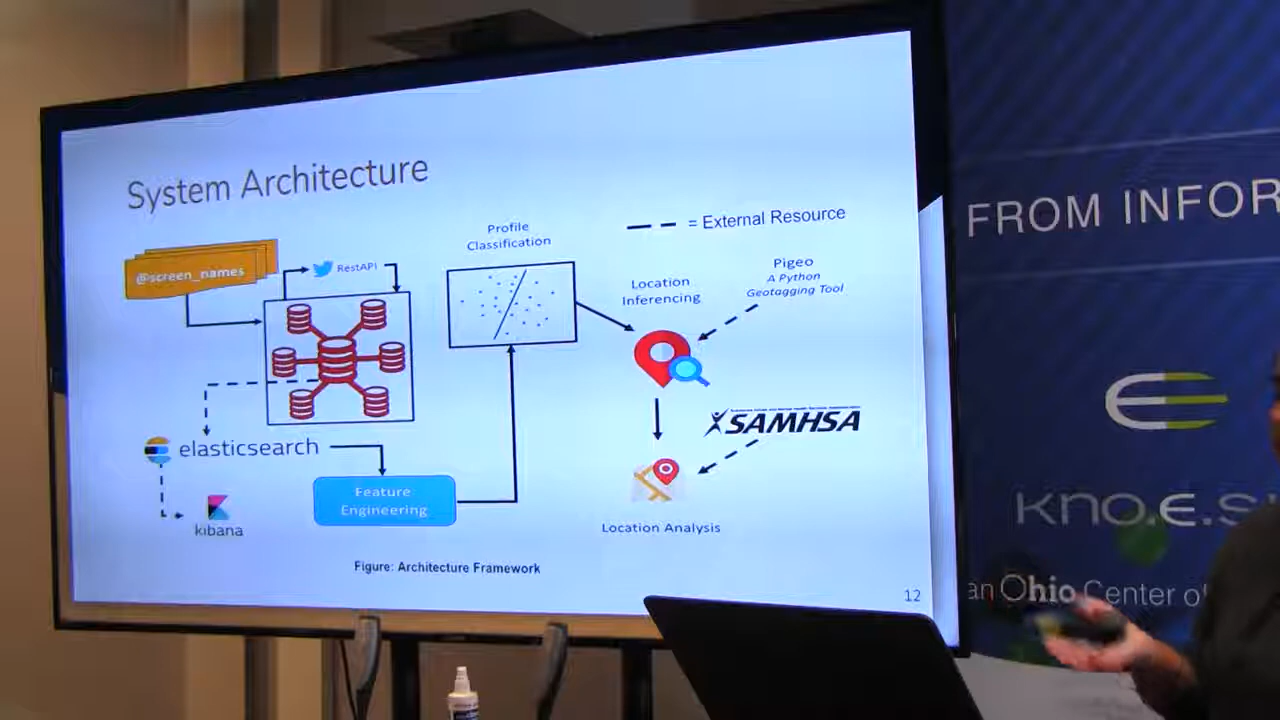 System Architecture
@screen_names
RestAPI
Profile
Classification
= External Resource
Location
Inferencing
Pigeo
A Python
Geotagging Tool
SAMHSA
elasticsearch
kibana
Feature
Engineering
Location Analysis
Figure: Architecture Framework
12
FROM INFOR
kno.e.s
an Ohio Center o